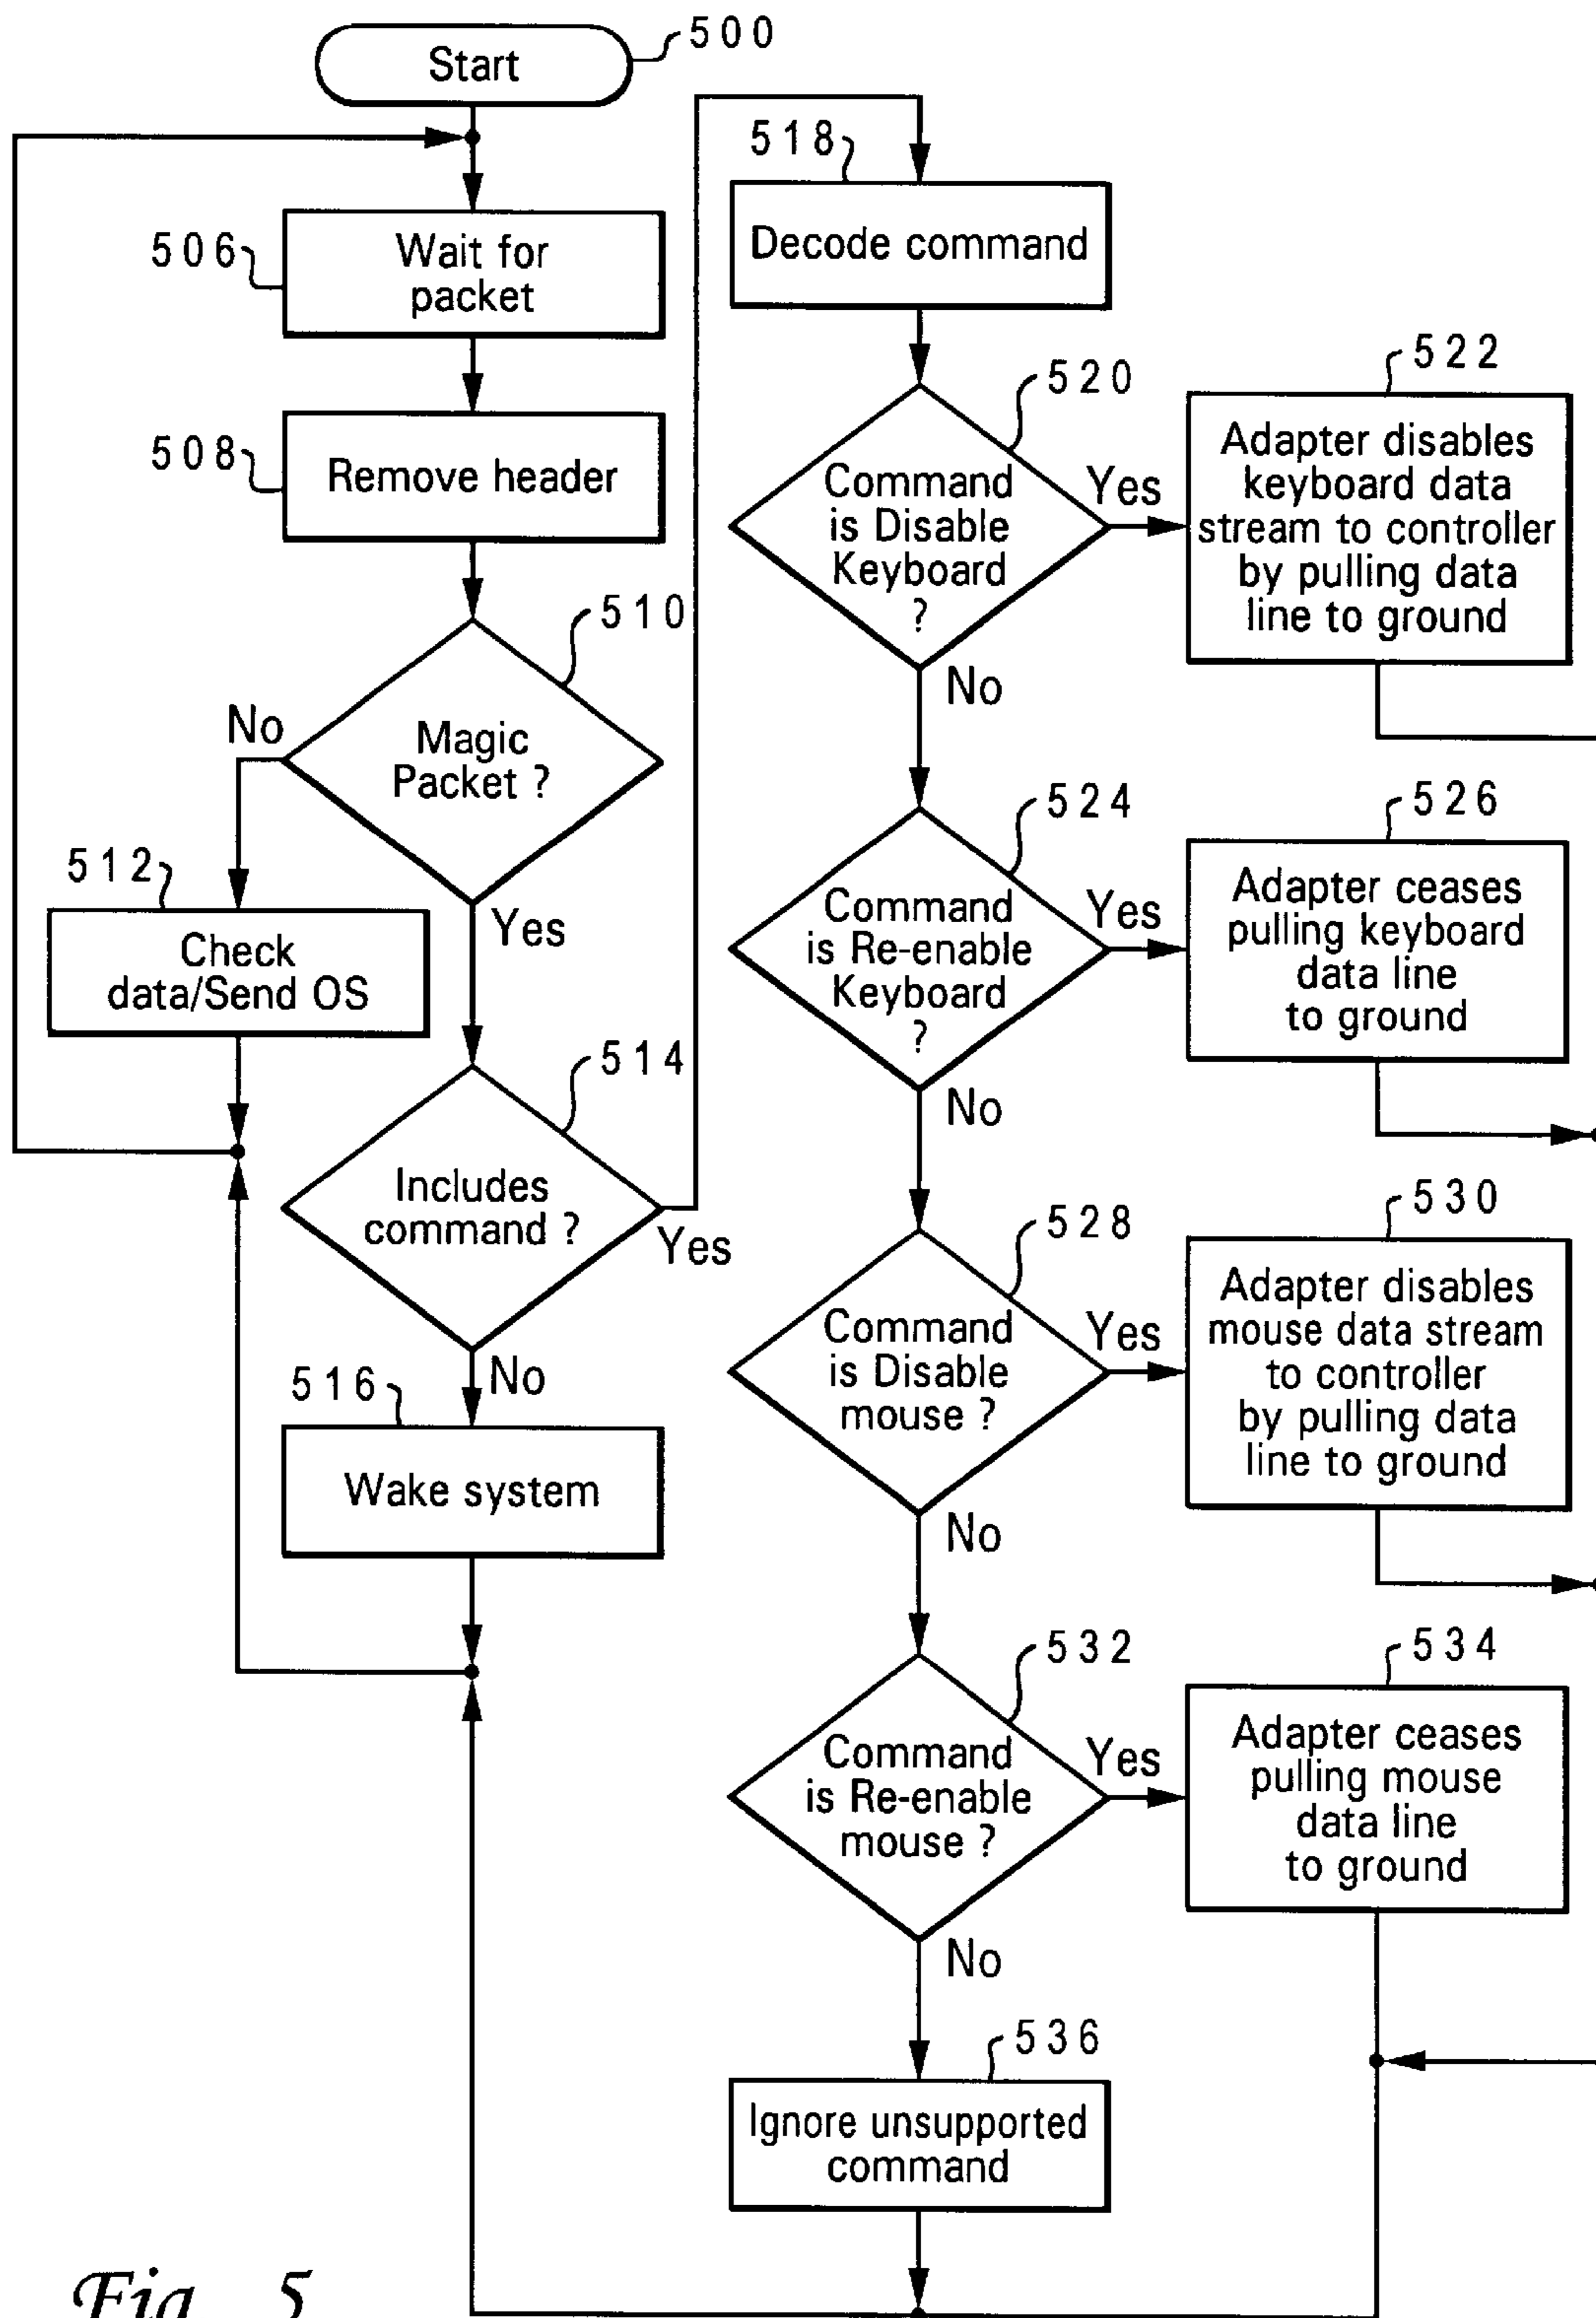 500
Start
506
Wait for
packet
508
Remove header
510
Magic
Packet ?
No
Yes
512
Check
data/Send OS
514
Includes
command ?
Yes
No
516
Wake system
518
Decode command
520
Command
is Disable
Keyboard
?
Yes
No
522
Adapter disables
keyboard data
stream to controller
by pulling data
line to ground
524
Command
is Re-enable
Keyboard
?
Yes
No
526
Adapter ceases
pulling keyboard
data line
to ground
528
Command
is Disable
mouse ?
Yes
No
530
Adapter disables
mouse data stream
to controller
by pulling data
line to ground
532
Command
is Re-enable
mouse ?
Yes
No
534
Adapter ceases
pulling mouse
data line
to ground
536
Ignore unsupported
command
Fig. 5